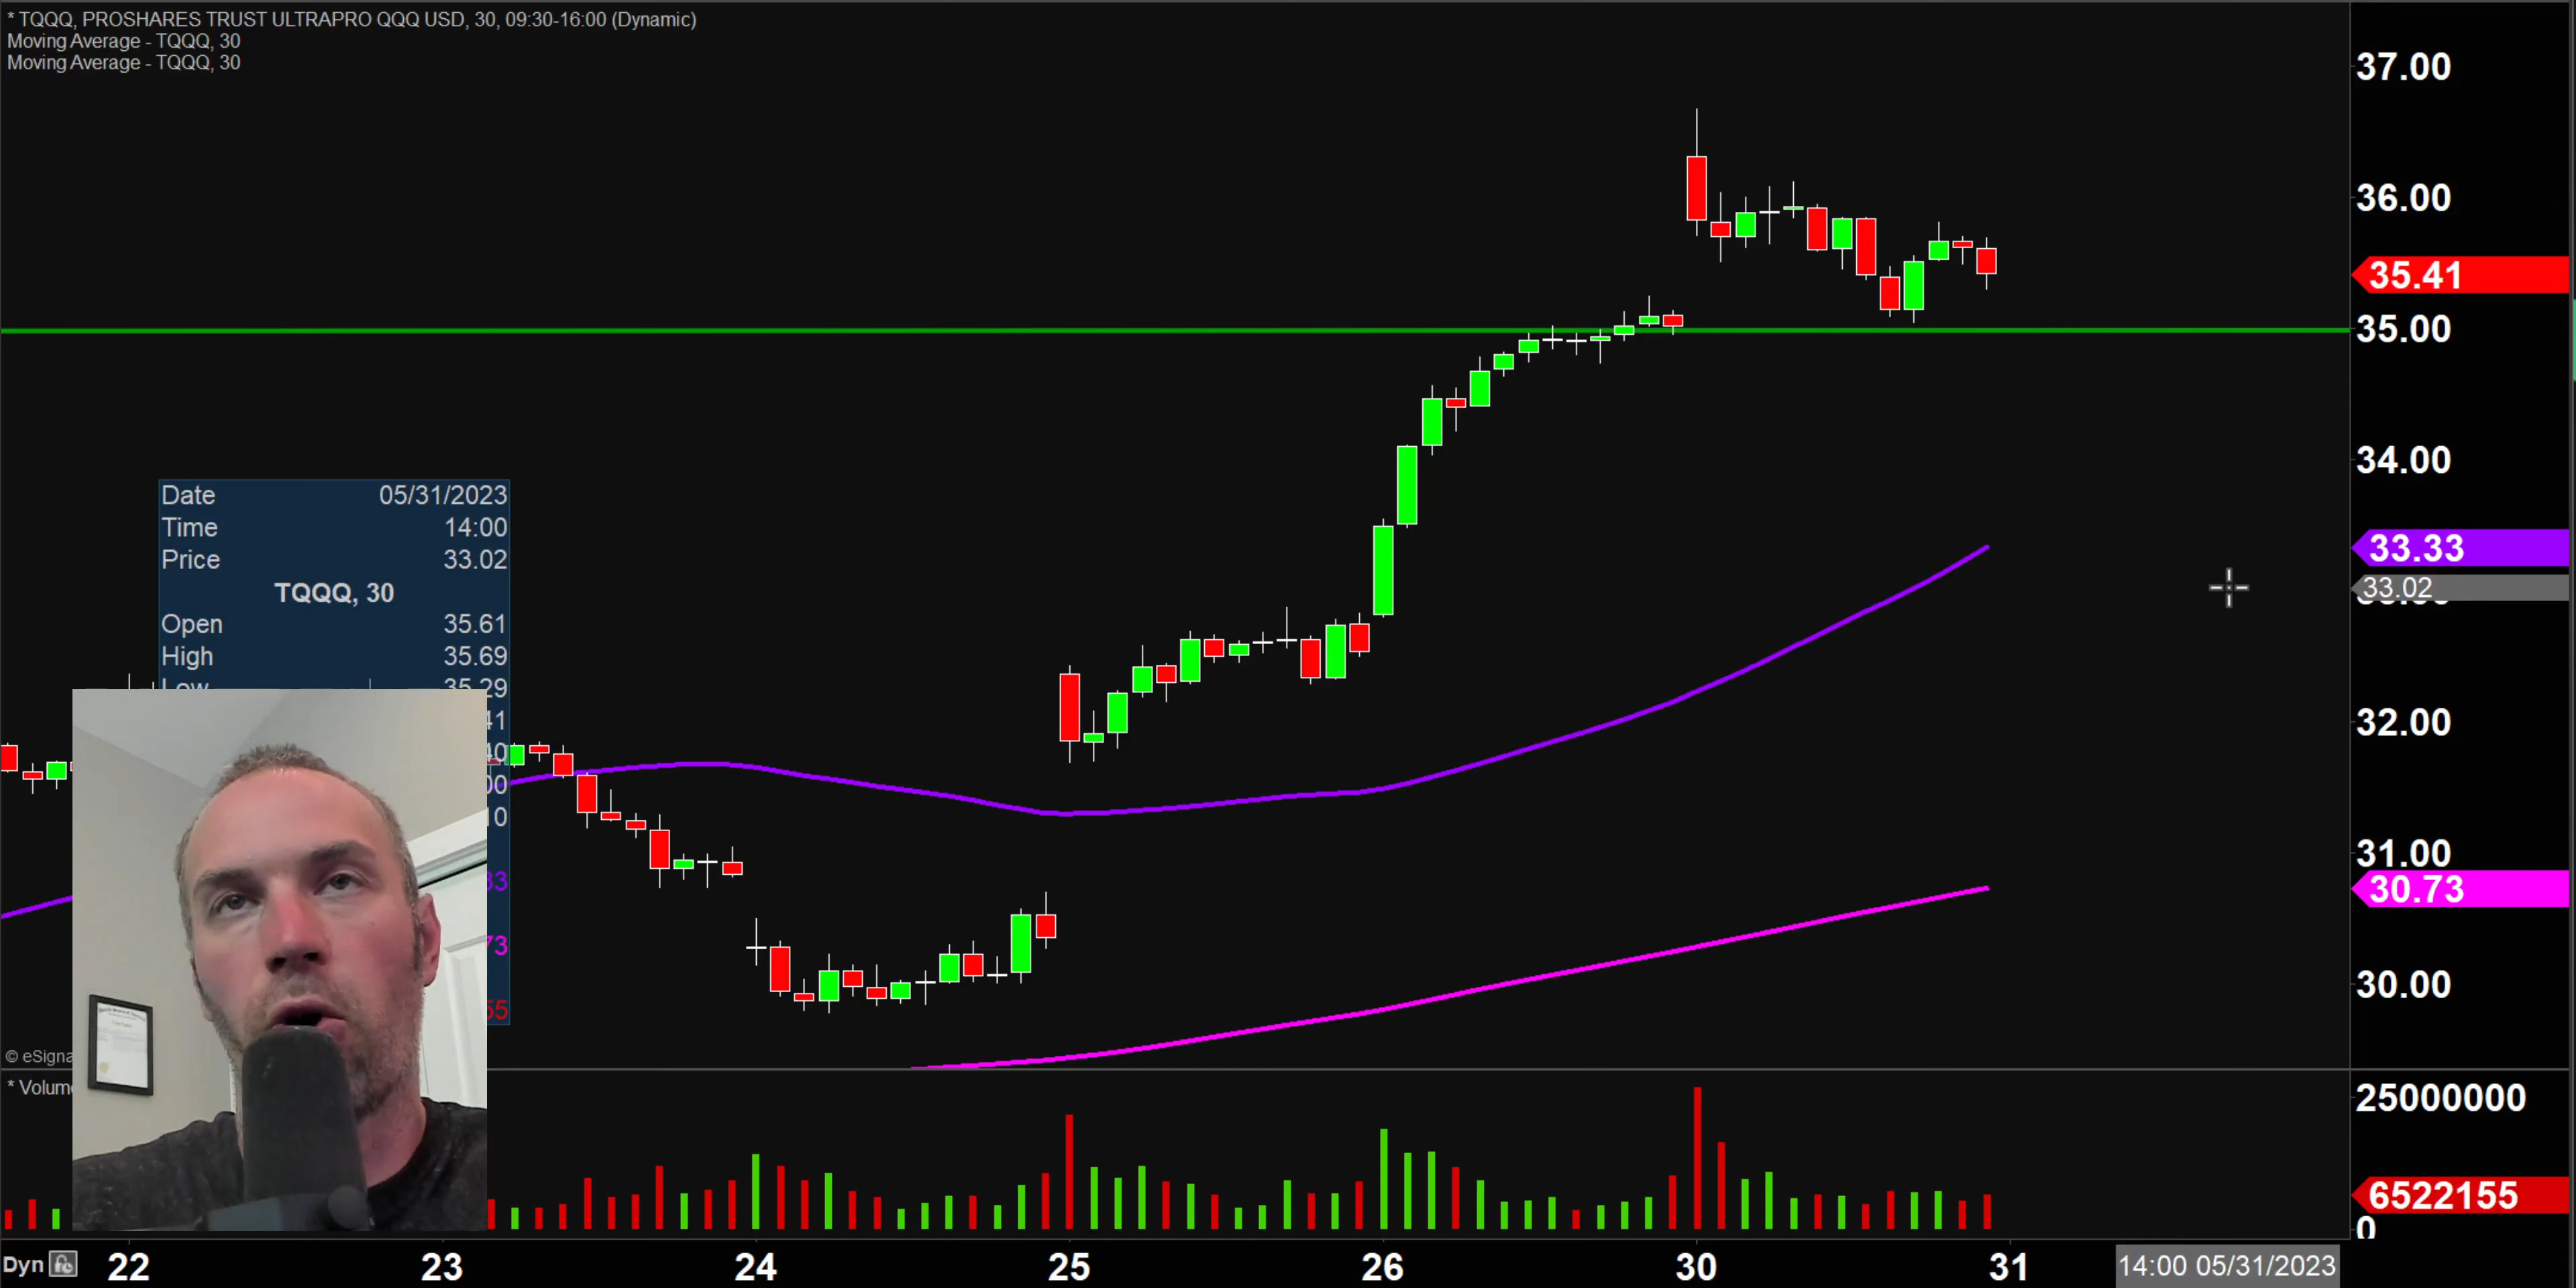 * TQQQ, PROSHARES TRUST ULTRAPRO QQQ USD, 30, 09:30-16:00 (Dynamic)
Moving Average - TQQQ, 30
Moving Average - TQQQ, 30
37.00
36.00
35.41
35.00
34.00
33.33
33.02
32.00
31.00
30.73
30.00
Date 05/31/2023
Time 14:00
Price 33.02
TQQQ, 30
Open 35.61
High 35.69
Low 35.29
© eSigna
* Volum
25000000
6522155
0
Dyn 22 23 24 25 26 30 31 14:00 05/31/2023